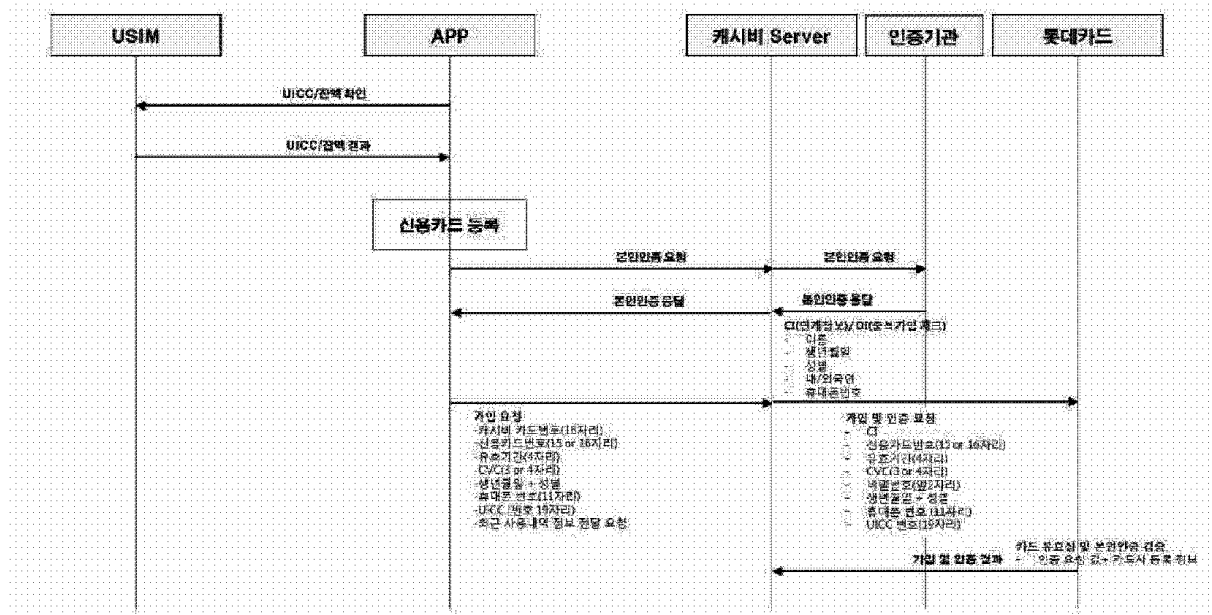 USIM
APP
캐시비 Server
인증기관
롯데카드
UICC/잔액 확인
UICC/잔액 결과
신용카드 등록
본인인증 요청
본인인증 요청
본인인증 응답
본인인증 응답
CI(연계정보)/ DI(중복가입 체크)
- 이름
- 생년월일
- 성별
- 내/외국인
- 휴대폰번호
가입 요청
-캐시비 카드번호(16자리)
-신용카드번호(15 or 16자리)
-유효기간(4자리)
-CVC(3 or 4자리)
-생년월일 + 성별
-휴대폰 번호(11자리)
-UICC 번호 19자리)
-최근 사용내역 정보 전달 요청
가입 및 인증 요청
- CI
- 신용카드번호(15 or 16자리)
- 유효기간(4자리)
- CVC(3 or 4자리)
- 비밀번호(앞2자리)
- 생년월일 + 성별
- 휴대폰 번호 (11자리)
- UICC 번호(19자리)
카드 유효성 및 본인인증 검증
- 인증 요청 값+ 카드사 등록 정보
가입 및 인증 결과